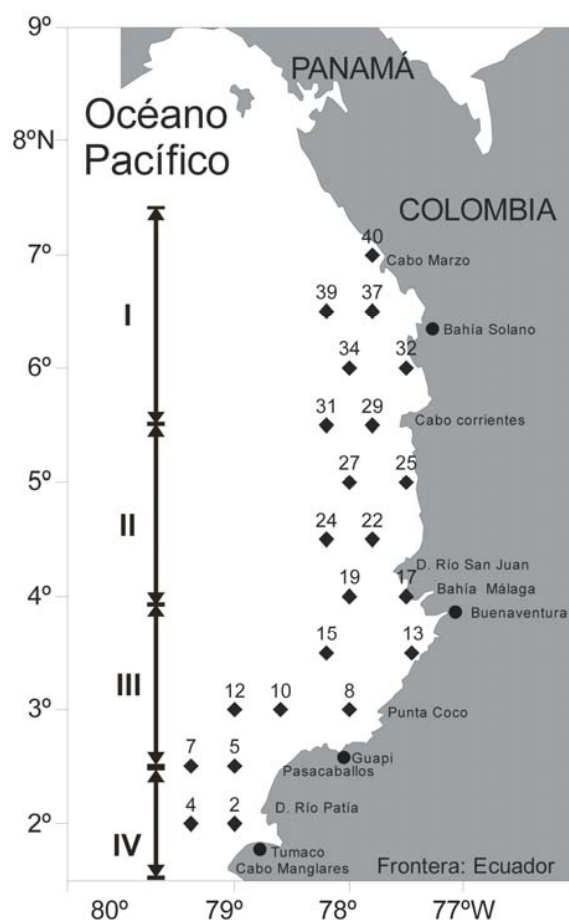 9º
PANAMÁ
Océano
Pacífico
8ºN
COLOMBIA
40
7º
Cabo Marzo
39 37
I
Bahía Solano
34 32
6º
31 29
Cabo corrientes
27 25
5º
II
24 22
D. Río San Juan
19 17
Bahía Málaga
4º
Buenaventura
15 13
III
12 10 8
3º
Punta Coco
7 5
Guapi
Pasacaballos
4 2
D. Río Patía
2º
IV
Tumaco
Cabo Manglares
Frontera: Ecuador
80º 79º 78º 77ºW